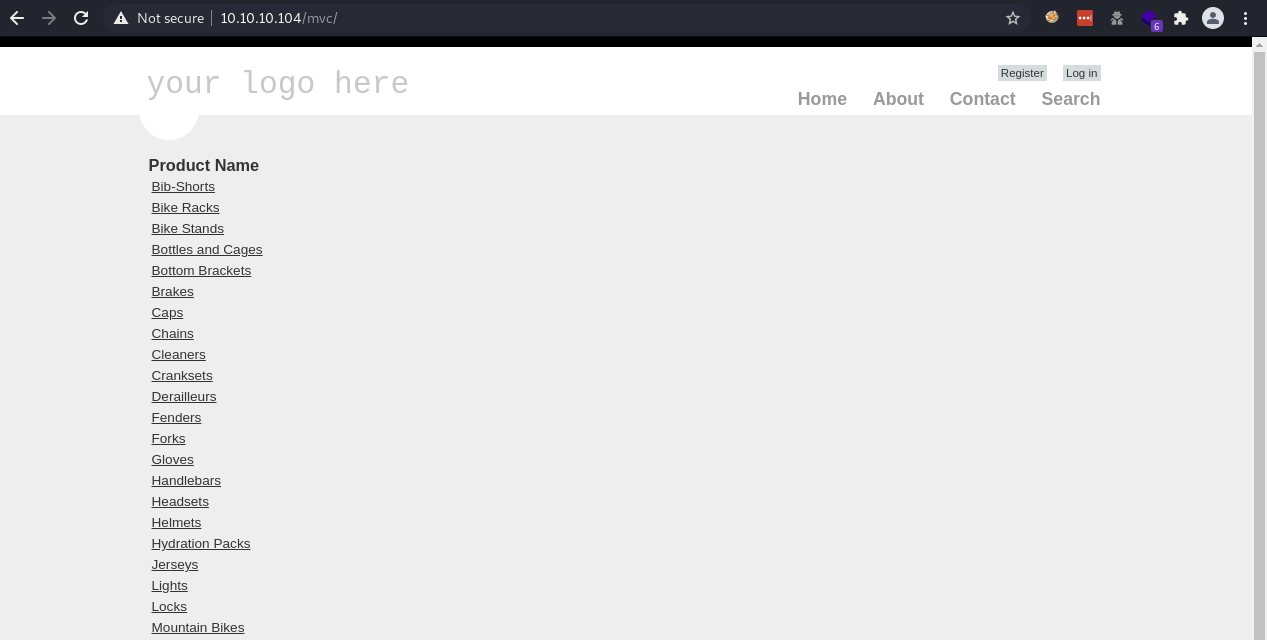 Not secure 10.10.10.104/mvc/
6
your logo here
Register Log in
Home About Contact Search
Product Name
Bib-Shorts
Bike Racks
Bike Stands
Bottles and Cages
Bottom Brackets
Brakes
Caps
Chains
Cleaners
Cranksets
Derailleurs
Fenders
Forks
Gloves
Handlebars
Headsets
Helmets
Hydration Packs
Jerseys
Lights
Locks
Mountain Bikes